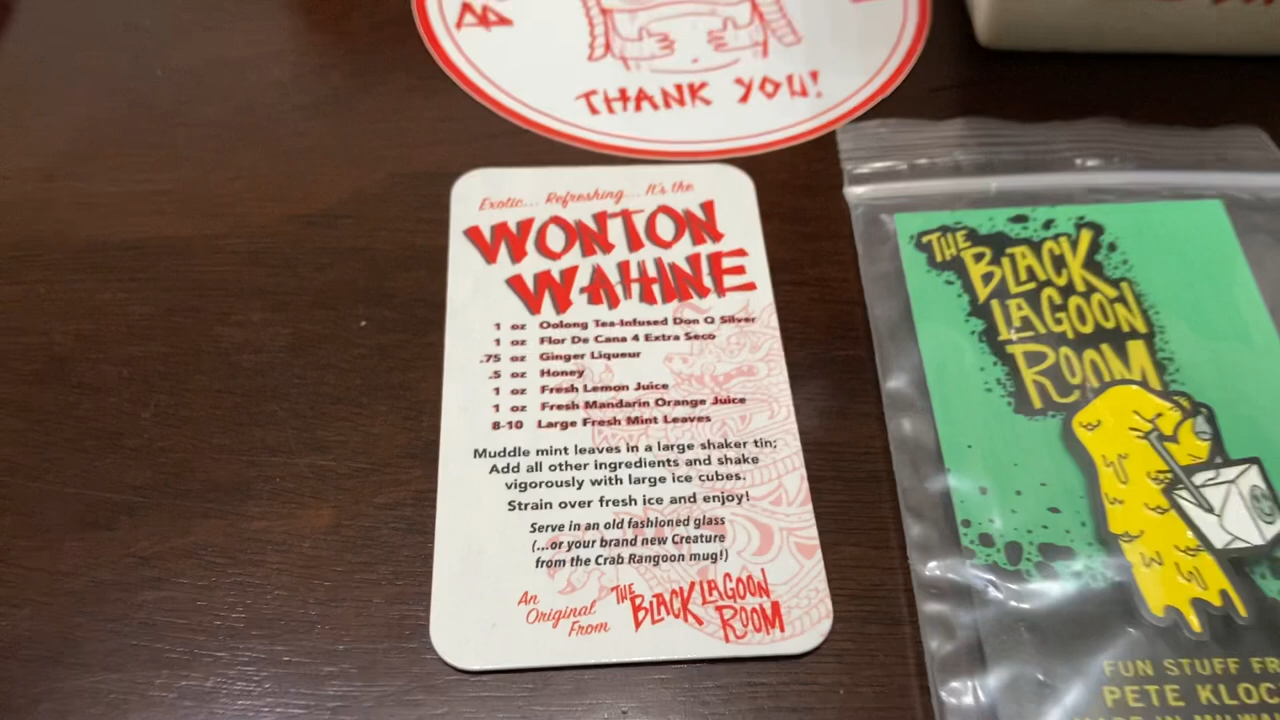 THANK YOU!
Exotic... Refreshing... It's the
WONTON
WAHINE
1 oz Oolong Tea-Infused Don Q Silver
1 oz Flor De Cana 4 Extra Seco
.75 oz Ginger Liqueur
.5 oz Honey
1 oz Fresh Lemon Juice
1 oz Fresh Mandarin Orange Juice
8-10 Large Fresh Mint Leaves
Muddle mint leaves in a large shaker tin;
Add all other ingredients and shake
vigorously with large ice cubes.
Strain over fresh ice and enjoy!
Serve in an old fashioned glass
(...or your brand new Creature
from the Crab Rangoon mug!)
An
Original
From
THE BLACK LAGOON
ROOM
THE
BLACK
LAGOON
ROOM
FUN STUFF FR
PETE KLOC